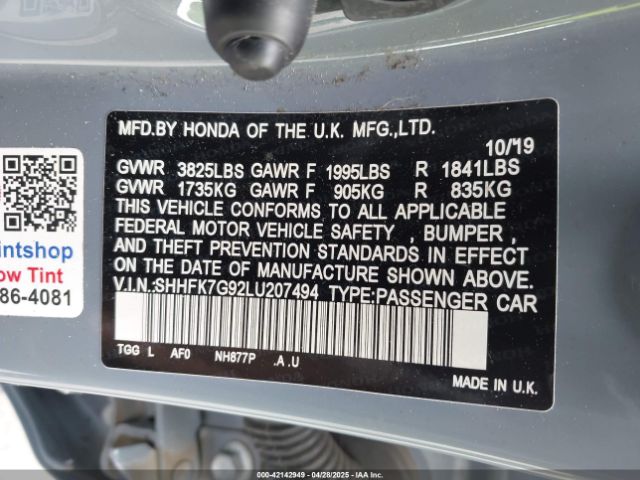 MFD.BY HONDA OF THE U.K. MFG.,LTD.
10/'19
GVWR 3825LBS GAWR F 1995LBS R 1841LBS
GVWR 1735KG GAWR F 905KG R 835KG
THIS VEHICLE CONFORMS TO ALL APPLICABLE
FEDERAL MOTOR VEHICLE SAFETY , BUMPER ,
AND THEFT PREVENTION STANDARDS IN EFFECT
ON THE DATE OF MANUFACTURE SHOWN ABOVE.
V.I.N.:SHHFK7G92LU207494 TYPE:PASSENGER CAR
TGG L AF0 NH877P .A .U
MADE IN U.K.
intshop
ow Tint
86-4081
000-42142949 - 04/28/2025 - IAAI.COM